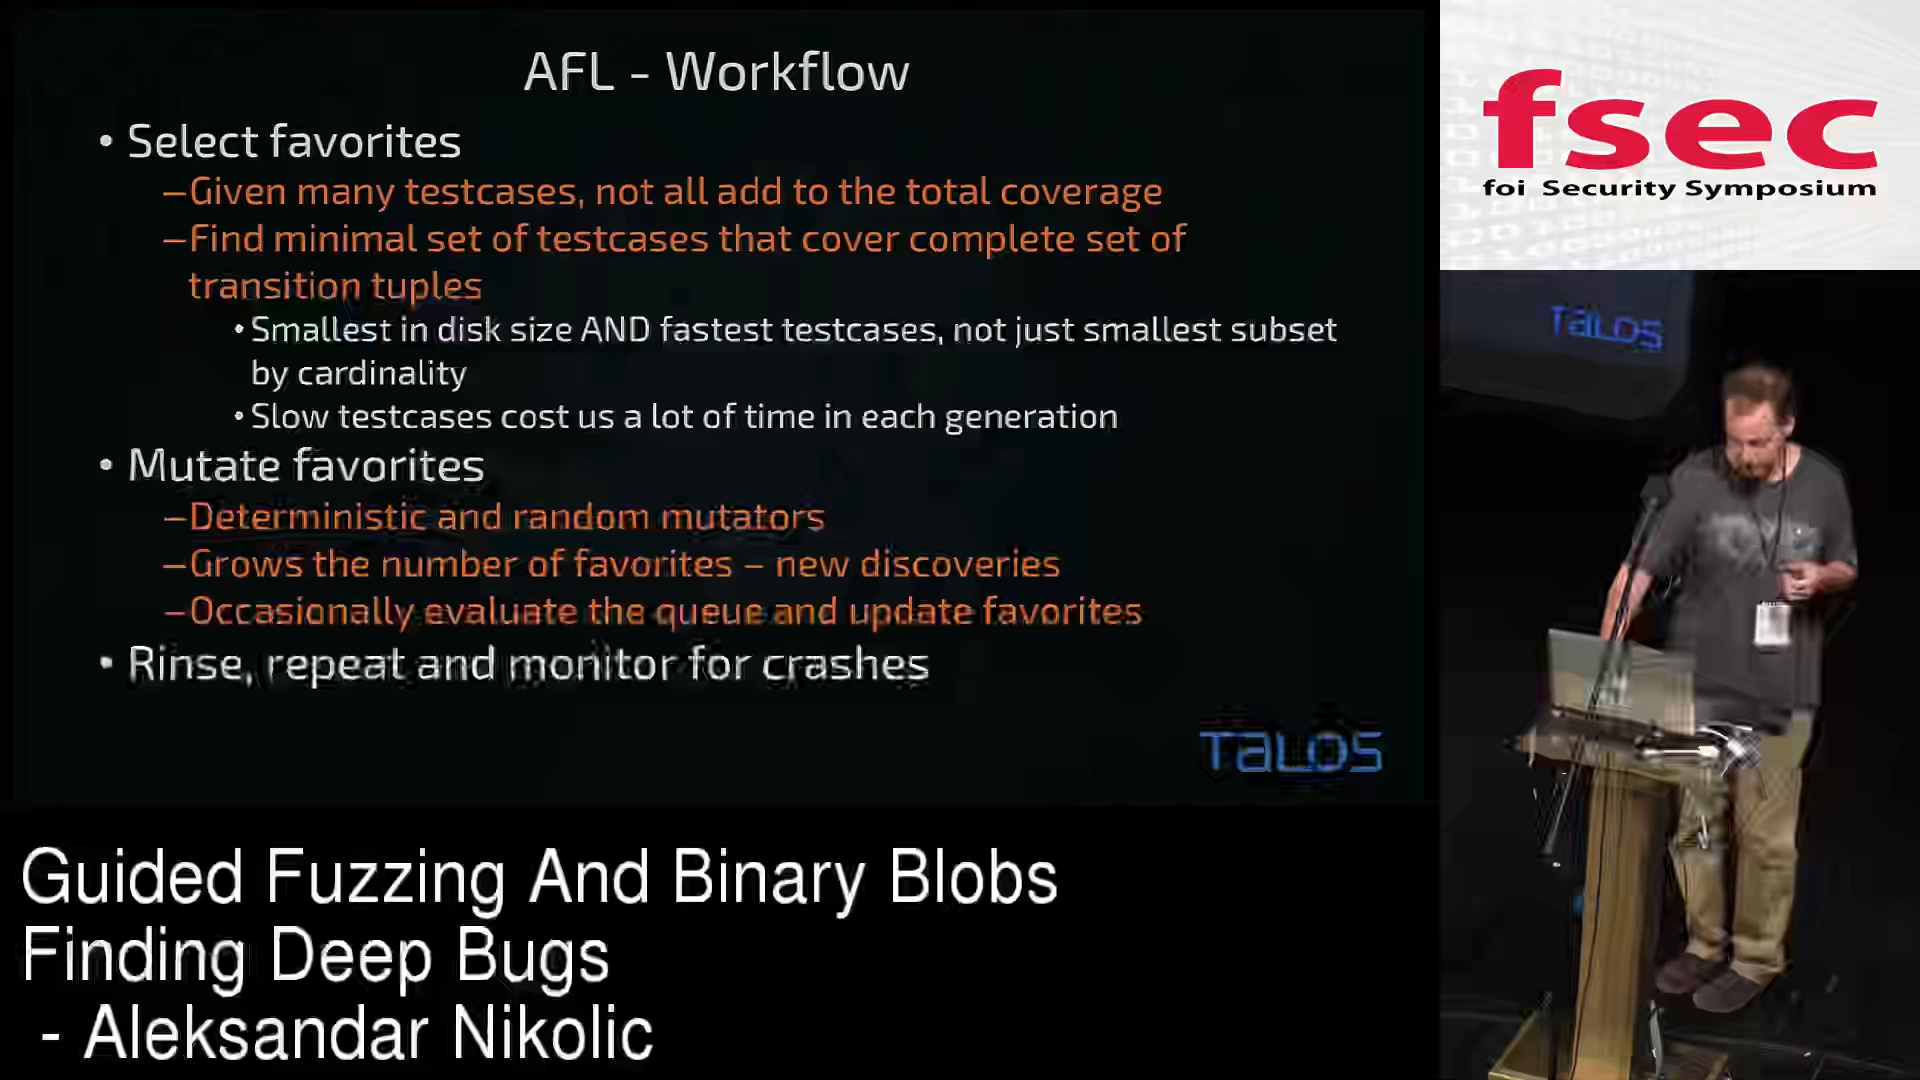 AFL - Workflow
• Select favorites
–Given many testcases, not all add to the total coverage
–Find minimal set of testcases that cover complete set of
transition tuples
• Smallest in disk size AND fastest testcases, not just smallest subset
by cardinality
• Slow testcases cost us a lot of time in each generation
• Mutate favorites
–Deterministic and random mutators
–Grows the number of favorites – new discoveries
–Occasionally evaluate the queue and update favorites
• Rinse, repeat and monitor for crashes
TALOS
fsec
foi Security Symposium
TALOS
Guided Fuzzing And Binary Blobs
Finding Deep Bugs
- Aleksandar Nikolic